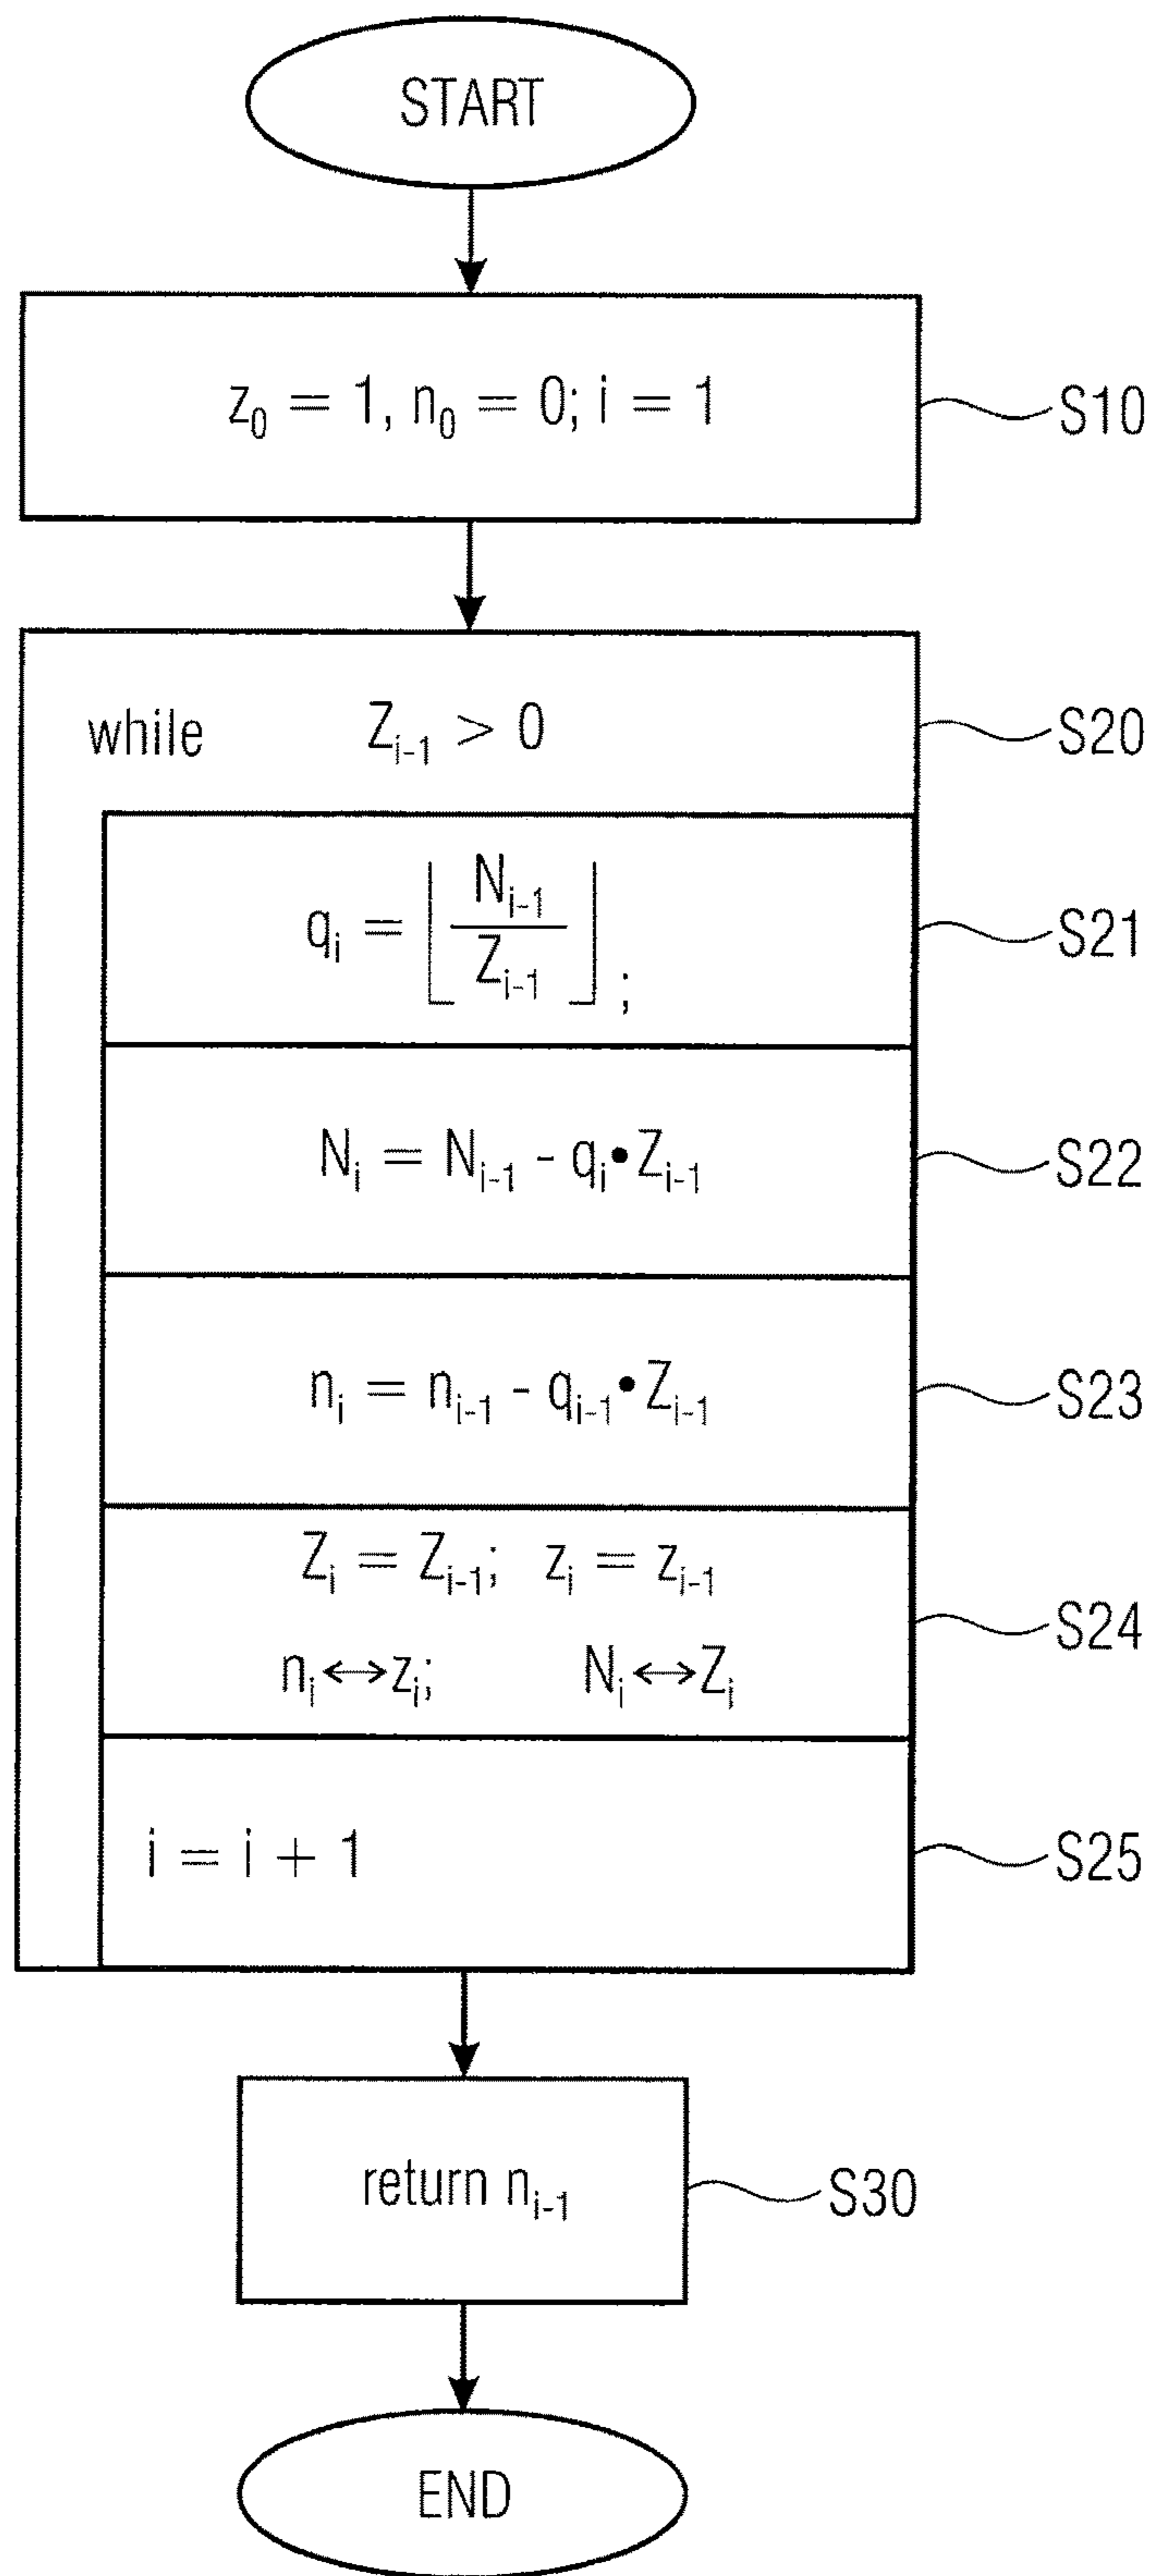 START
z₀ = 1, n₀ = 0; i = 1
S10
while Zᵢ₋₁ > 0
S20
qᵢ = ⌊Nᵢ₋₁ / Zᵢ₋₁⌋;
S21
Nᵢ = Nᵢ₋₁ - qᵢ•Zᵢ₋₁
S22
nᵢ = nᵢ₋₁ - qᵢ₋₁•Zᵢ₋₁
S23
Zᵢ = Zᵢ₋₁; zᵢ = zᵢ₋₁
nᵢ↔zᵢ; Nᵢ↔Zᵢ
S24
i = i + 1
S25
return nᵢ₋₁
S30
END